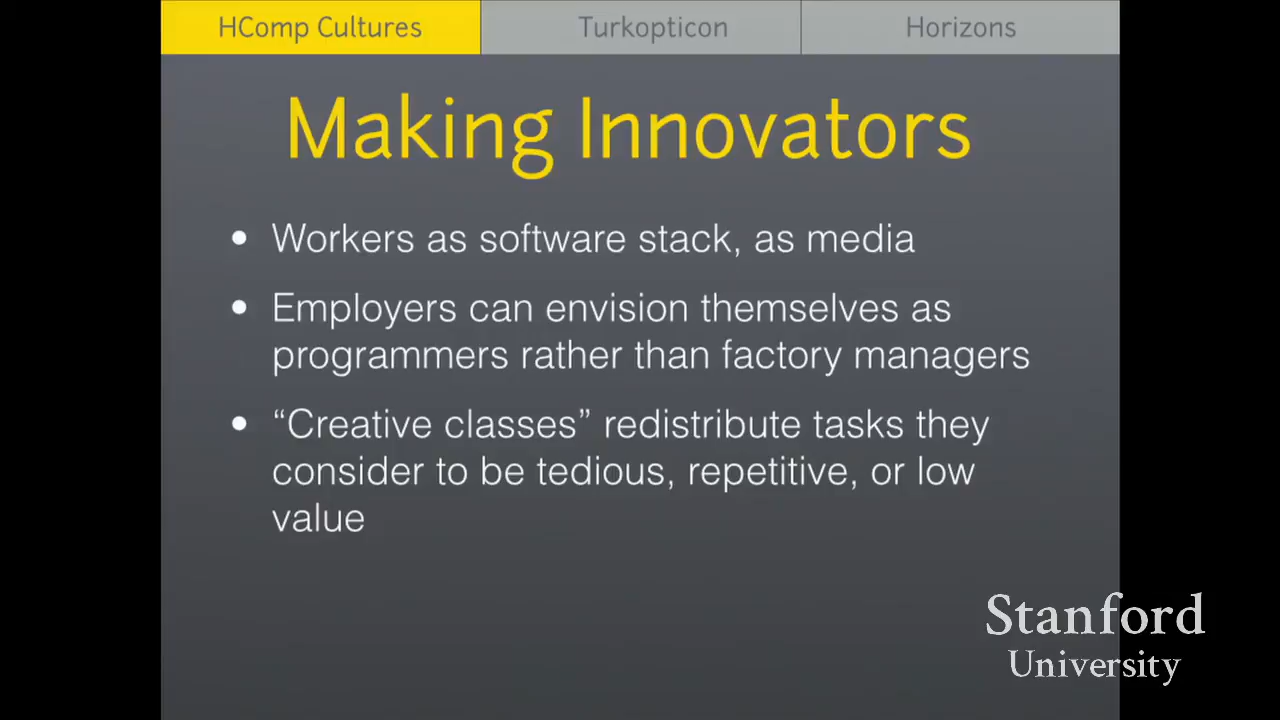 HComp Cultures
Turkopticon
Horizons
Making Innovators
• Workers as software stack, as media
• Employers can envision themselves as
programmers rather than factory managers
• “Creative classes” redistribute tasks they
consider to be tedious, repetitive, or low
value
Stanford
University